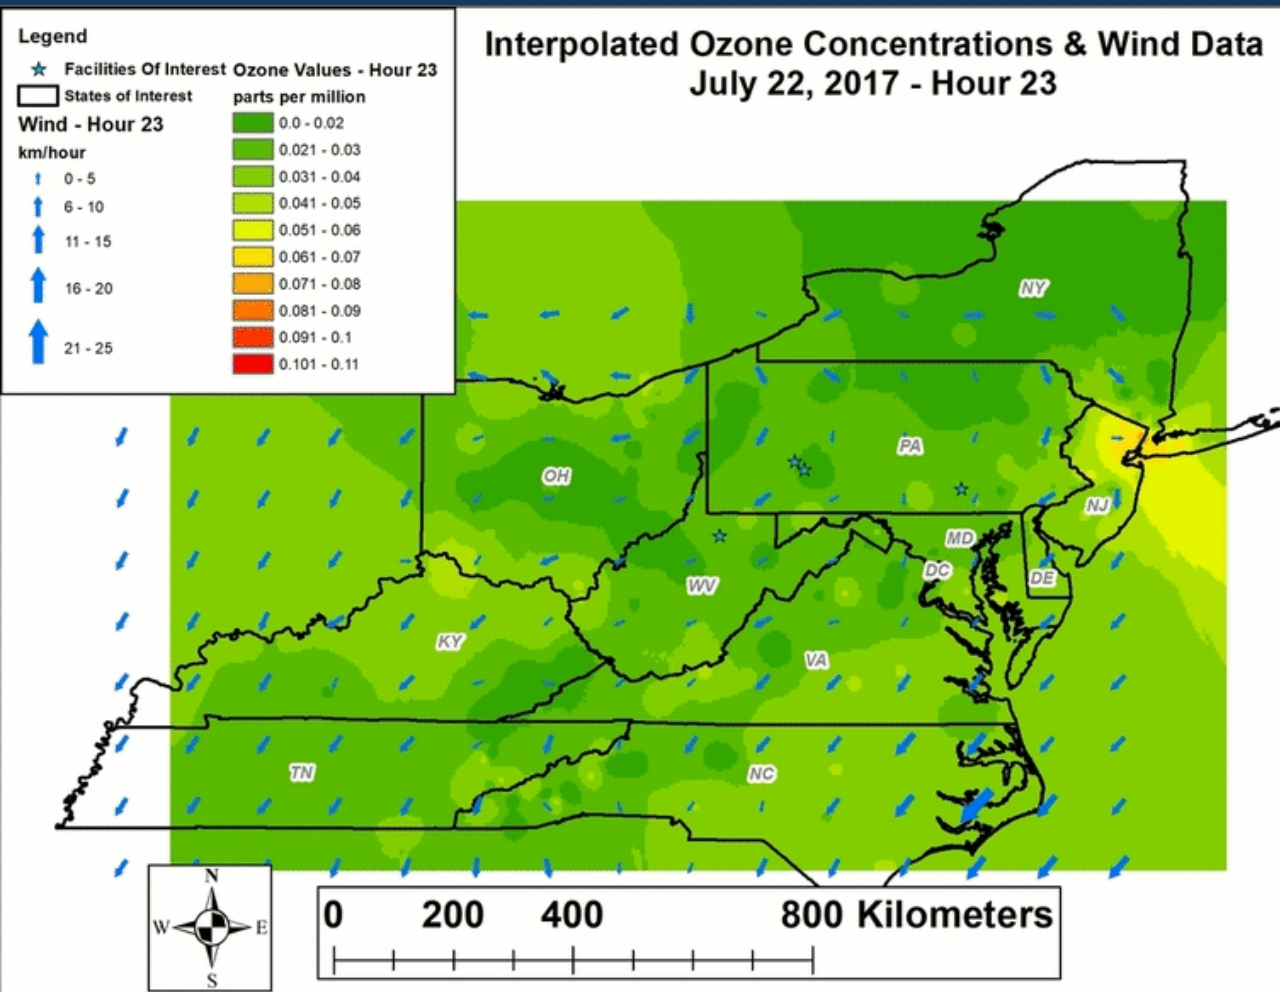 Interpolated Ozone Concentrations & Wind Data
July 22, 2017 - Hour 23
Legend
Facilities Of Interest
States of Interest
Wind - Hour 23
km/hour
0 - 5
6 - 10
11 - 15
16 - 20
21 - 25
Ozone Values - Hour 23
parts per million
0.0 - 0.02
0.021 - 0.03
0.031 - 0.04
0.041 - 0.05
0.051 - 0.06
0.061 - 0.07
0.071 - 0.08
0.081 - 0.09
0.091 - 0.1
0.101 - 0.11
NY
PA
OH
NJ
MD
DC
DE
WV
KY
VA
TN
NC
N
W E
S
0 200 400 800 Kilometers